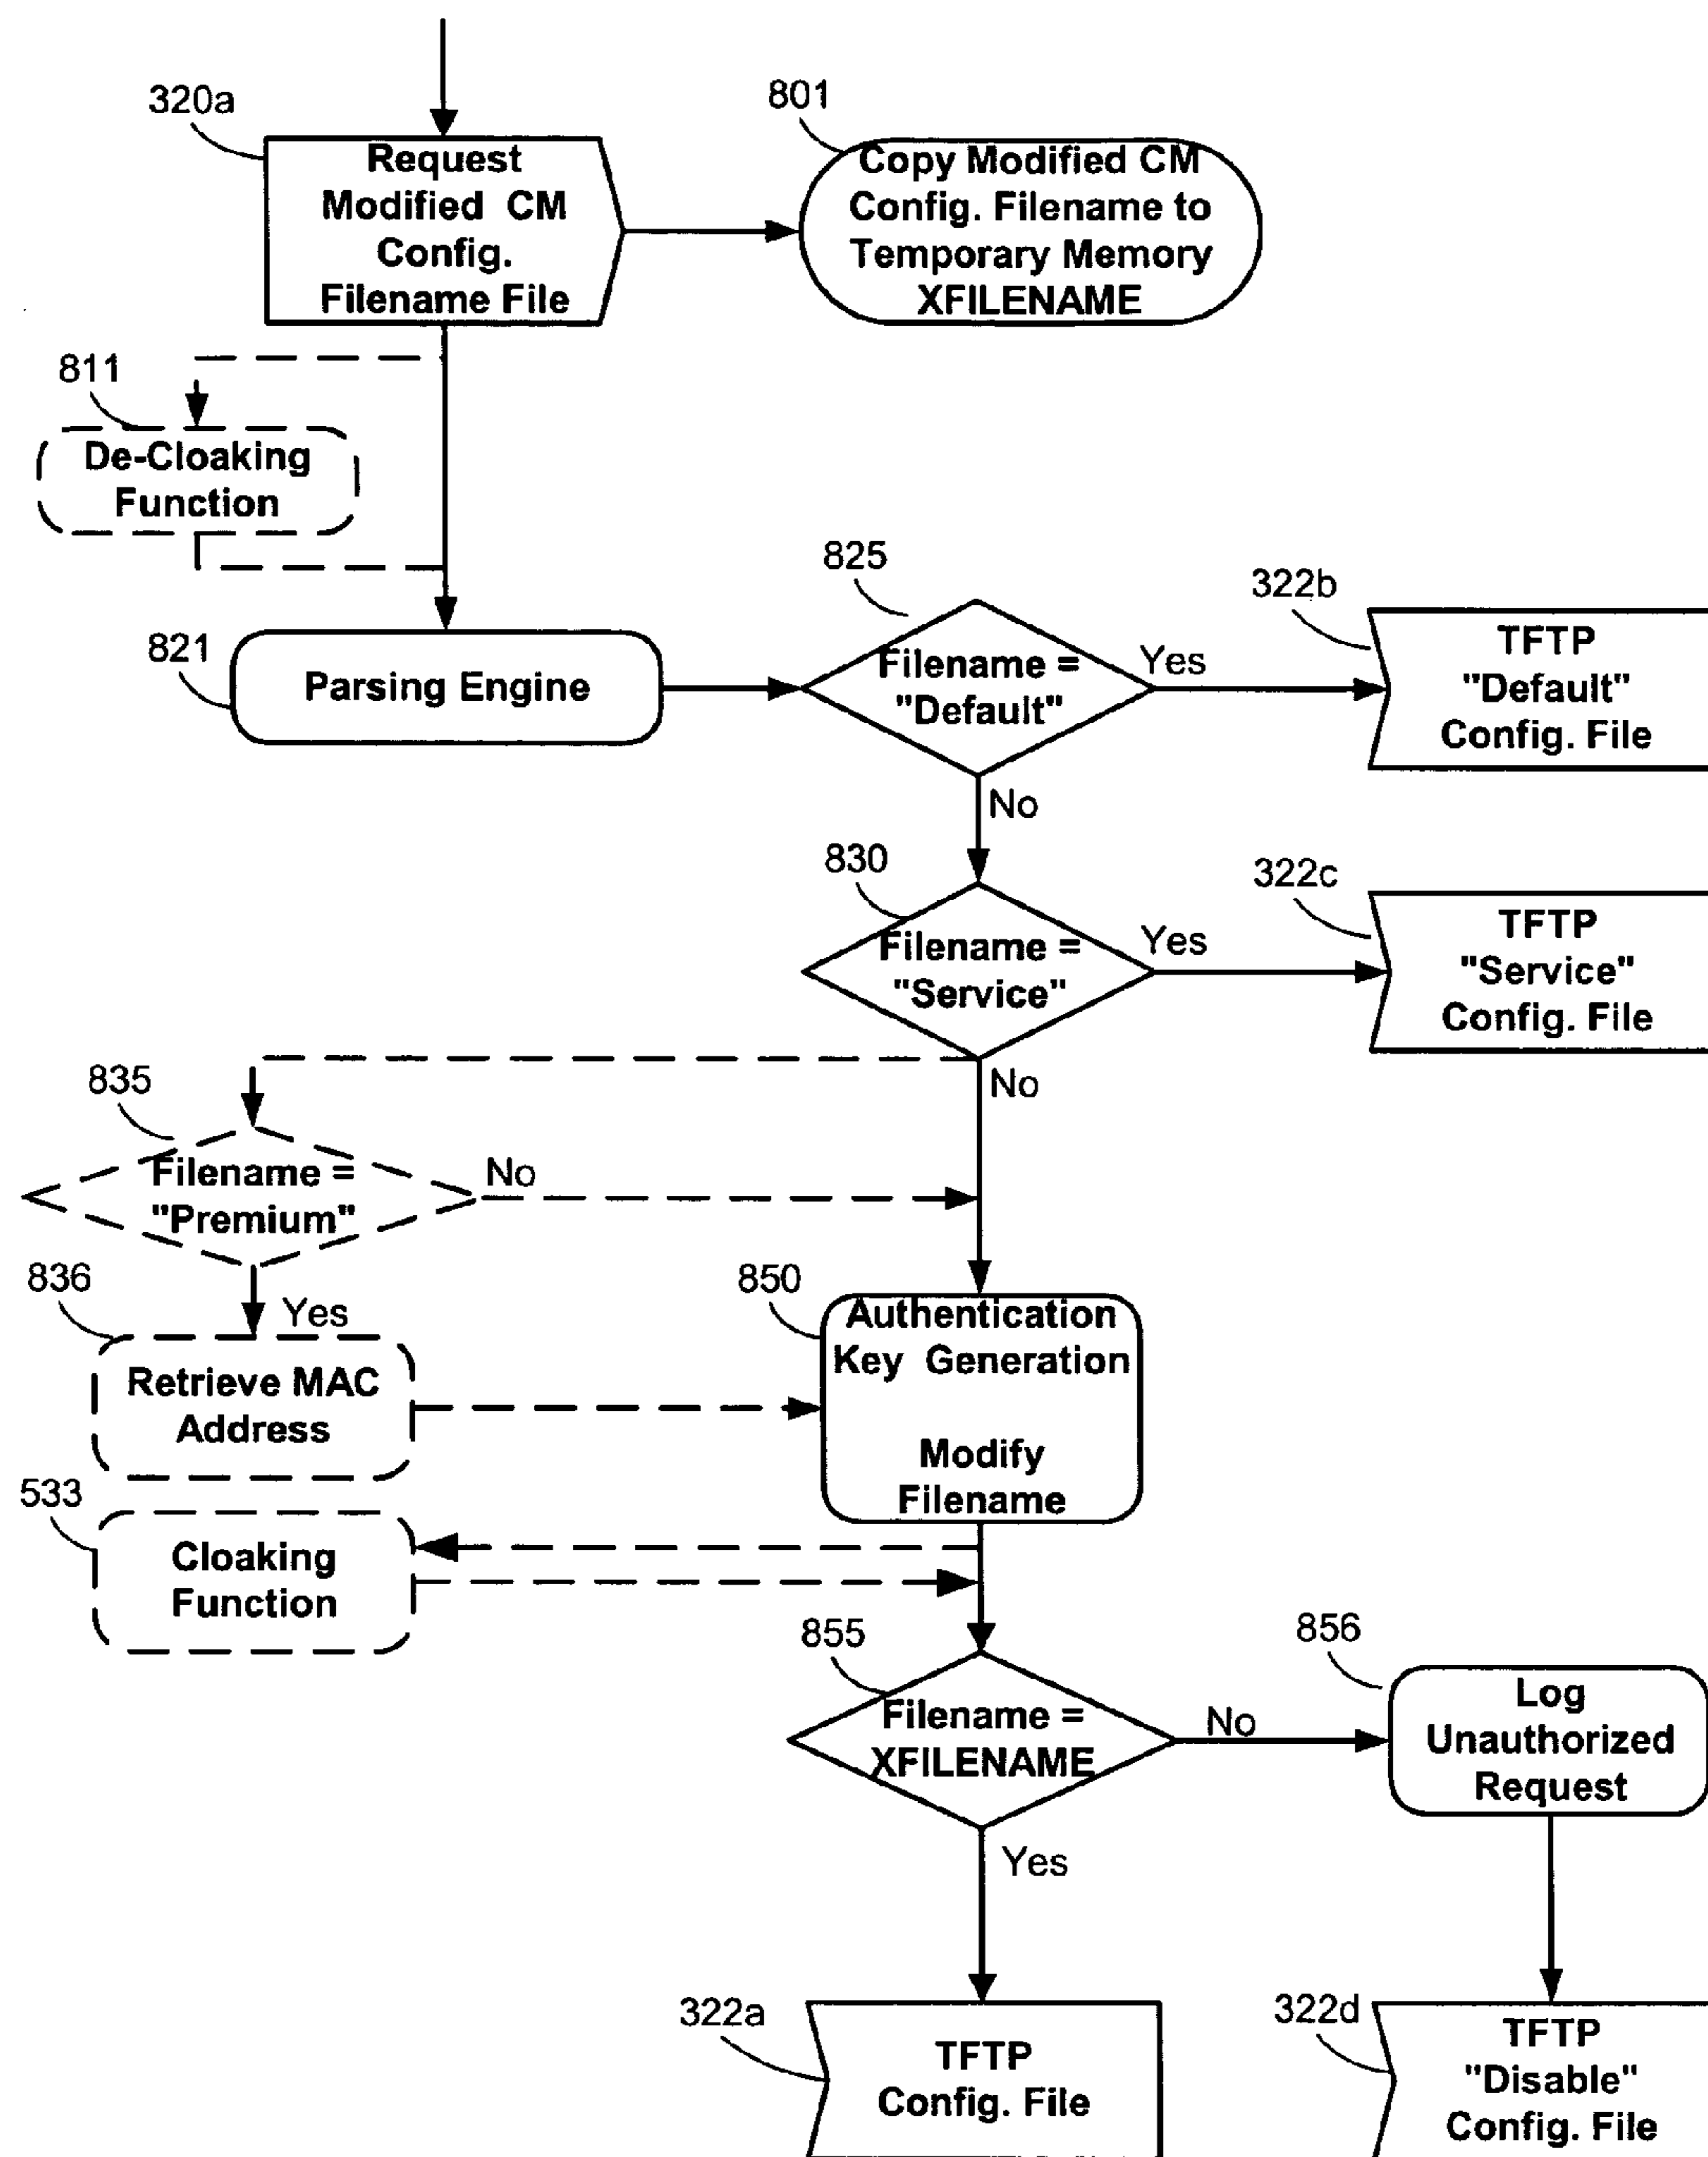 320a
Request
Modified CM
Config.
Filename File
801
Copy Modified CM
Config. Filename to
Temporary Memory
XFILENAME
811
De-Cloaking
Function
821
Parsing Engine
825
Filename =
"Default"
Yes
322b
TFTP
"Default"
Config. File
No
830
Filename =
"Service"
Yes
322c
TFTP
"Service"
Config. File
No
835
Filename =
"Premium"
No
Yes
836
Retrieve MAC
Address
850
Authentication
Key Generation
Modify
Filename
533
Cloaking
Function
855
Filename =
XFILENAME
No
856
Log
Unauthorized
Request
Yes
322a
TFTP
Config. File
322d
TFTP
"Disable"
Config. File